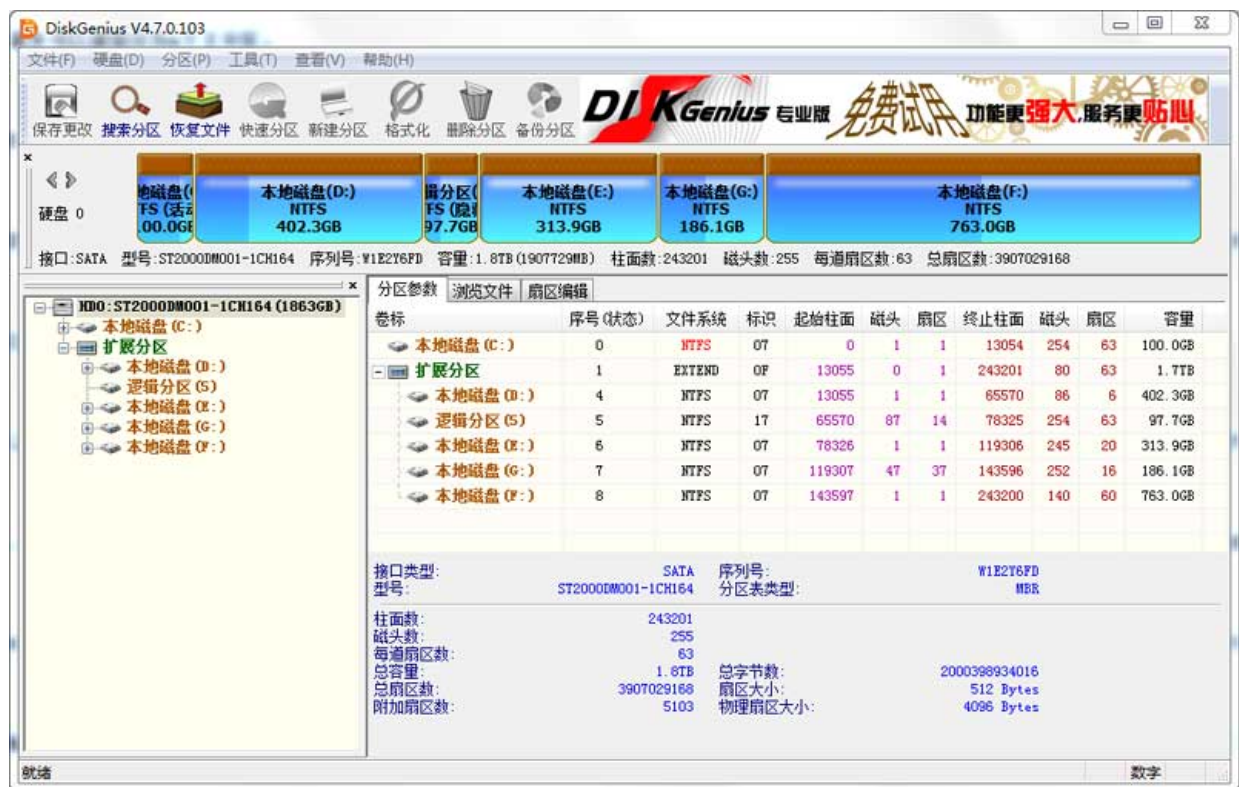 DiskGenius V4.7.0.103
文件(F) 硬盘(D) 分区(P) 工具(T) 查看(V) 帮助(H)
保存更改 搜索分区 恢复文件 快速分区 新建分区 格式化 删除分区 备份分区 DISKGenius 专业版 免费试用 功能更强大,服务更贴心
硬盘 0
地磁盘( 本地磁盘(D:) 辑分区( 本地磁盘(E:) 本地磁盘(G:) 本地磁盘(F:)
TFS (活 NTFS FS (隐 NTFS NTFS NTFS
00.0GB 402.3GB 97.7GB 313.9GB 186.1GB 763.0GB
接口:SATA 型号:ST2000DM001-1CH164 序列号:W1E2Y6FD 容量:1.8TB(1907729MB) 柱面数:243201 磁头数:255 每道扇区数:63 总扇区数:3907029168
HD0:ST2000DM001-1CH164(1863GB)
本地磁盘(C:)
扩展分区
本地磁盘(D:)
逻辑分区(5)
本地磁盘(E:)
本地磁盘(G:)
本地磁盘(F:)
分区参数 浏览文件 扇区编辑
卷标 序号(状态) 文件系统 标识 起始柱面 磁头 扇区 终止柱面 磁头 扇区 容量
本地磁盘(C:) 0 NTFS 07 0 1 1 13054 254 63 100.0GB
扩展分区 1 EXTEND 0F 13055 0 1 243201 80 63 1.7TB
本地磁盘(D:) 4 NTFS 07 13055 1 1 65570 86 6 402.3GB
逻辑分区(5) 5 NTFS 17 65570 87 14 78325 254 63 97.7GB
本地磁盘(E:) 6 NTFS 07 78326 1 1 119306 245 20 313.9GB
本地磁盘(G:) 7 NTFS 07 119307 47 37 143596 252 16 186.1GB
本地磁盘(F:) 8 NTFS 07 143597 1 1 243200 140 60 763.0GB
接口类型: SATA 序列号: W1E2Y6FD
型号: ST2000DM001-1CH164 分区表类型: MBR
柱面数: 243201
磁头数: 255
每道扇区数: 63
总容量: 1.8TB 总字节数: 2000398934016
总扇区数: 3907029168 扇区大小: 512 Bytes
附加扇区数: 5103 物理扇区大小: 4096 Bytes
就绪 数字